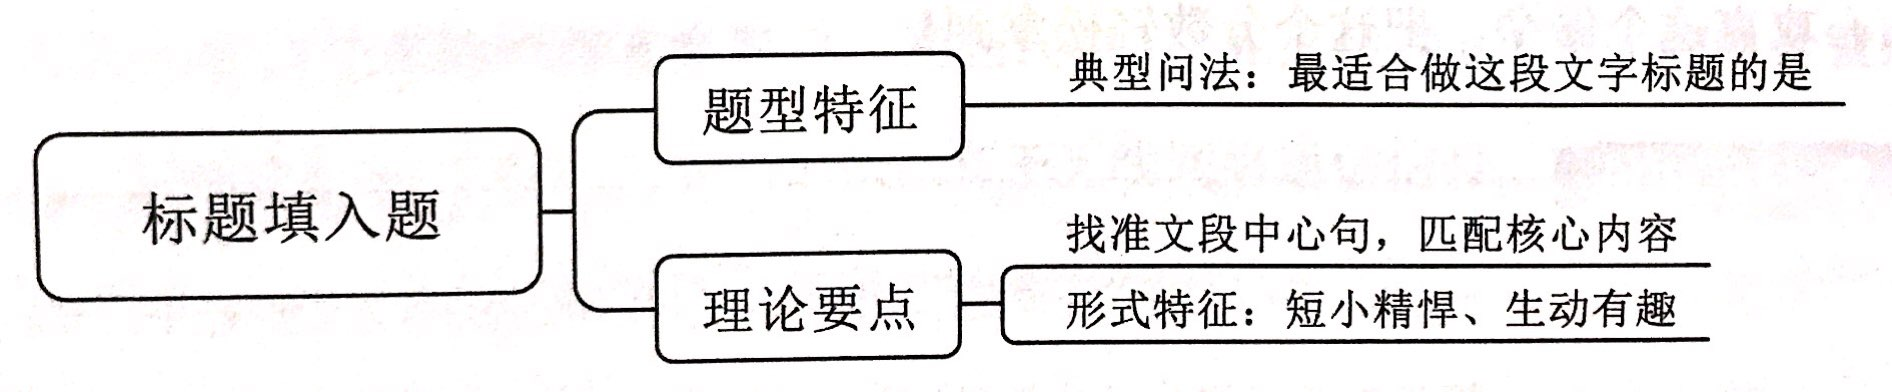 标题填入题
题型特征
典型问法：最适合做这段文字标题的是
理论要点
找准文段中心句，匹配核心内容
形式特征：短小精悍、生动有趣